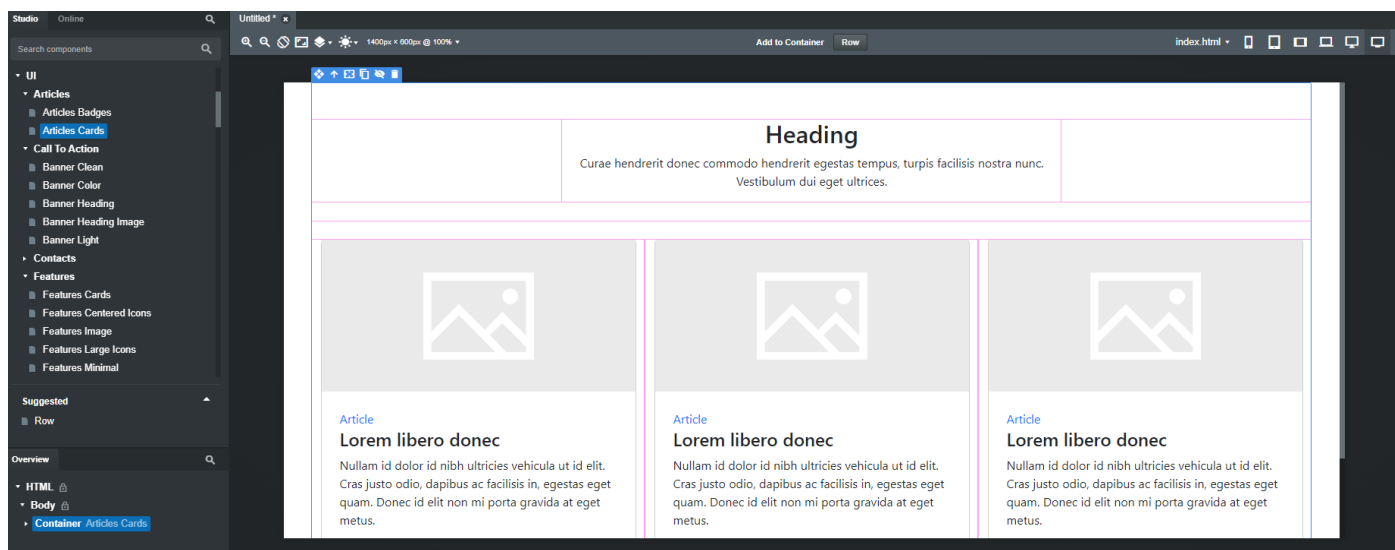 Studio Online
Untitled * x
Search components
1400px × 600px @ 100%
Add to Container Row
index.html
UI
Articles
Articles Badges
Articles Cards
Call To Action
Banner Clean
Banner Color
Banner Heading
Banner Heading Image
Banner Light
Contacts
Features
Features Cards
Features Centered Icons
Features Image
Features Large Icons
Features Minimal
Suggested
Row
Overview
HTML
Body
Container Articles Cards
Heading
Curae hendrerit donec commodo hendrerit egestas tempus, turpis facilisis nostra nunc.
Vestibulum dui eget ultrices.
Article
Lorem libero donec
Nullam id dolor id nibh ultricies vehicula ut id elit.
Cras justo odio, dapibus ac facilisis in, egestas eget
quam. Donec id elit non mi porta gravida at eget
metus.
Article
Lorem libero donec
Nullam id dolor id nibh ultricies vehicula ut id elit.
Cras justo odio, dapibus ac facilisis in, egestas eget
quam. Donec id elit non mi porta gravida at eget
metus.
Article
Lorem libero donec
Nullam id dolor id nibh ultricies vehicula ut id elit.
Cras justo odio, dapibus ac facilisis in, egestas eget
quam. Donec id elit non mi porta gravida at eget
metus.